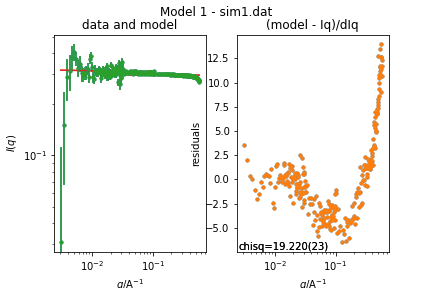 Model 1 - sim1.dat
data and model
(model - Iq)/dIq
I(q)
10⁻¹
10⁻² 10⁻¹
q/A⁻¹
residuals
12.5
10.0
7.5
5.0
2.5
0.0
−2.5
−5.0
chisq=19.220(23)
10⁻² 10⁻¹
q/A⁻¹